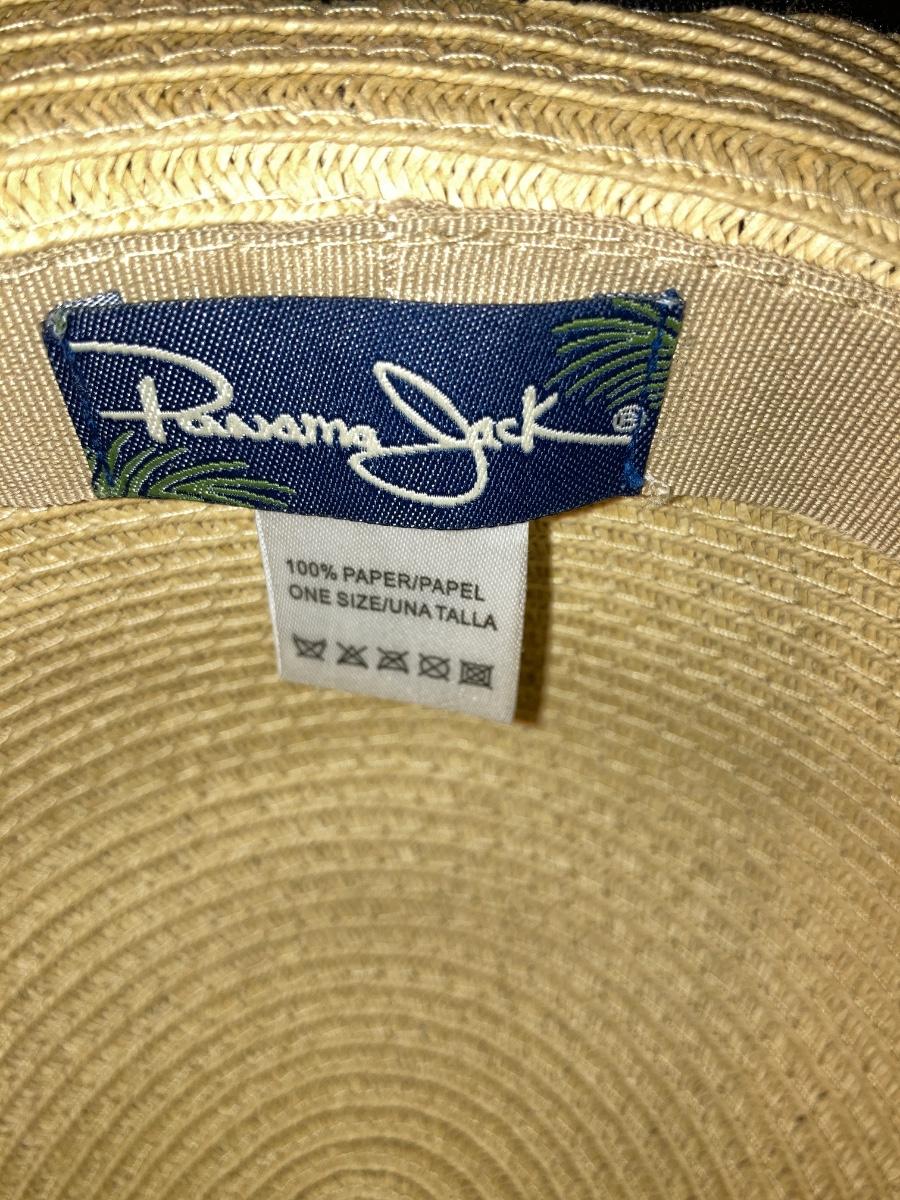 Panama Jack®
100% PAPER/PAPEL
ONE SIZE/UNA TALLA